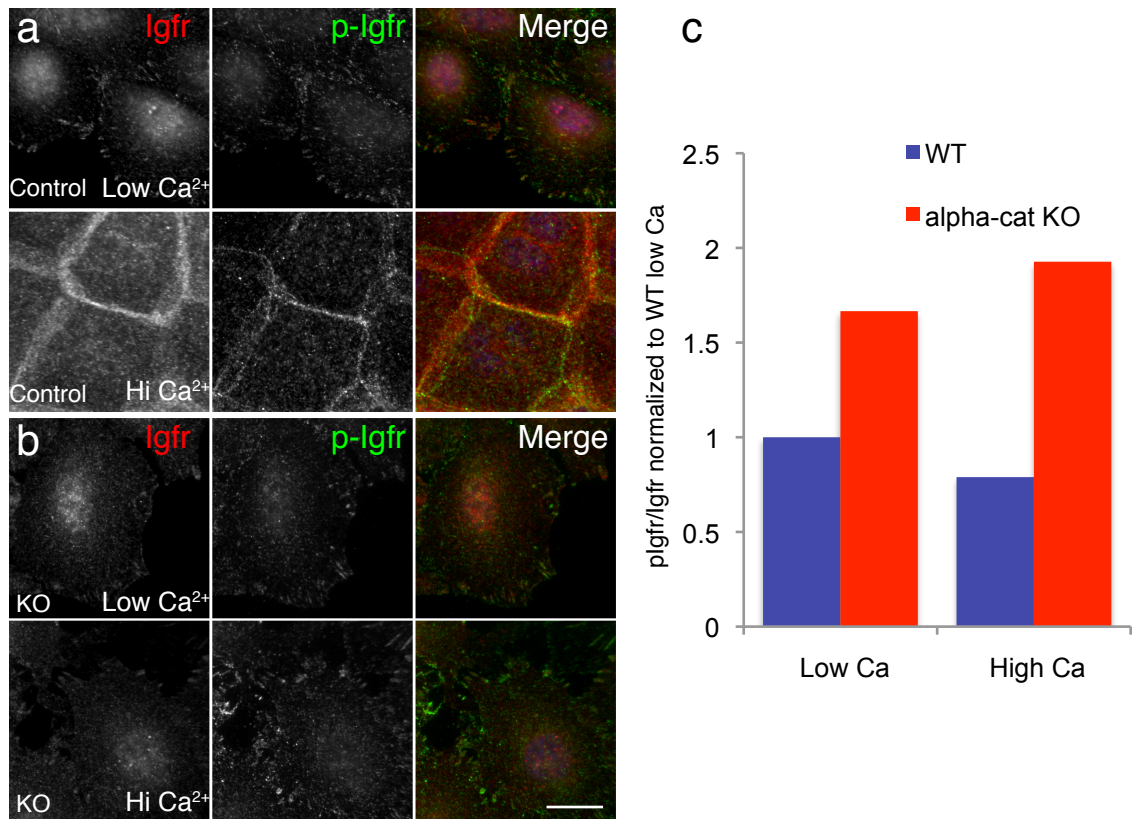 a
Igfr
p-Igfr
Merge
Control Low Ca²⁺
Control Hi Ca²⁺
b
Igfr
p-Igfr
Merge
KO Low Ca²⁺
KO Hi Ca²⁺
c
WT
alpha-cat KO
pIgfr/Igfr normalized to WT low Ca
2.5
2
1.5
1
0.5
0
Low Ca High Ca